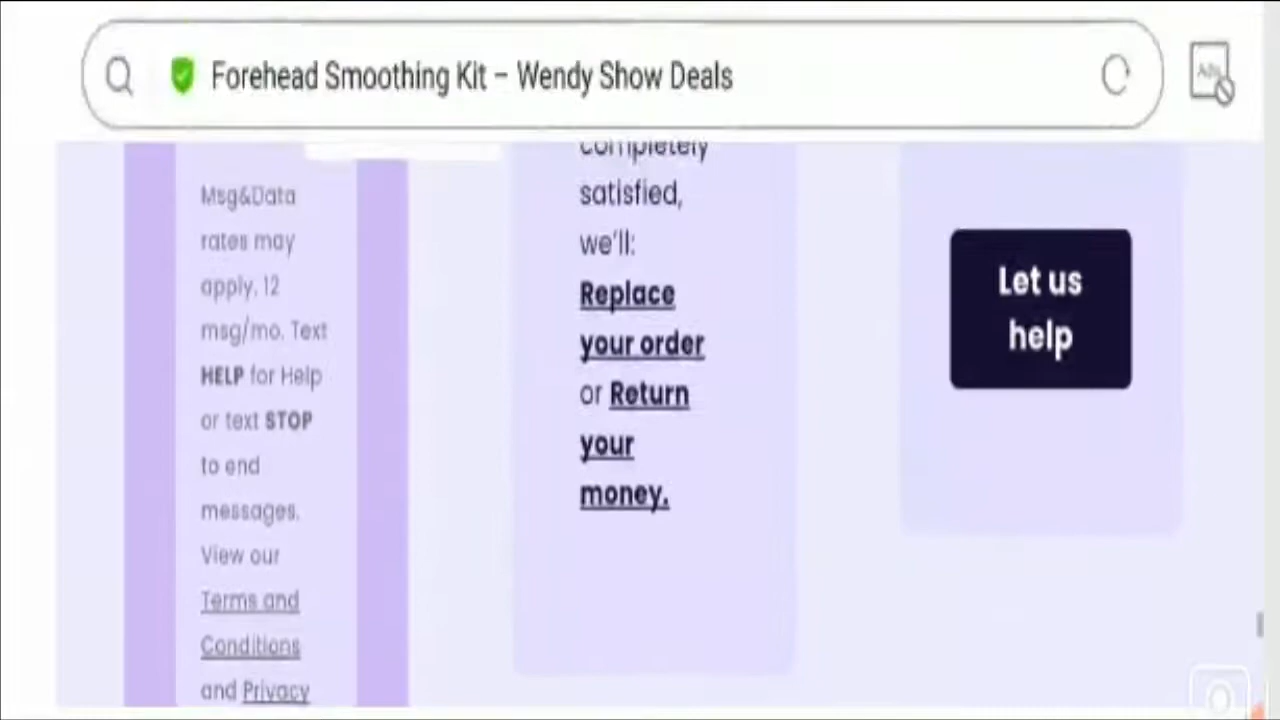 Forehead Smoothing Kit – Wendy Show Deals
Msg&Data
rates may
apply, 12
msg/mo. Text
HELP for Help
or text STOP
to end
messages.
View our
Terms and
Conditions
and Privacy
completely
satisfied,
we'll:
Replace
your order
or Return
your
money.
Let us
help